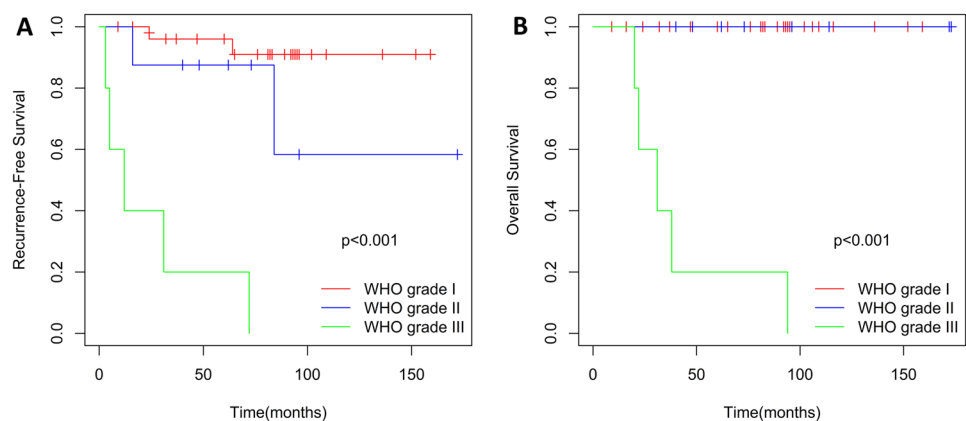 A
Recurrence-Free Survival
1.0
0.8
0.6
0.4
0.2
0.0
p<0.001
WHO grade I
WHO grade II
WHO grade III
0 50 100 150
Time(months)
B
Overall Survival
1.0
0.8
0.6
0.4
0.2
0.0
p<0.001
WHO grade I
WHO grade II
WHO grade III
0 50 100 150
Time(months)